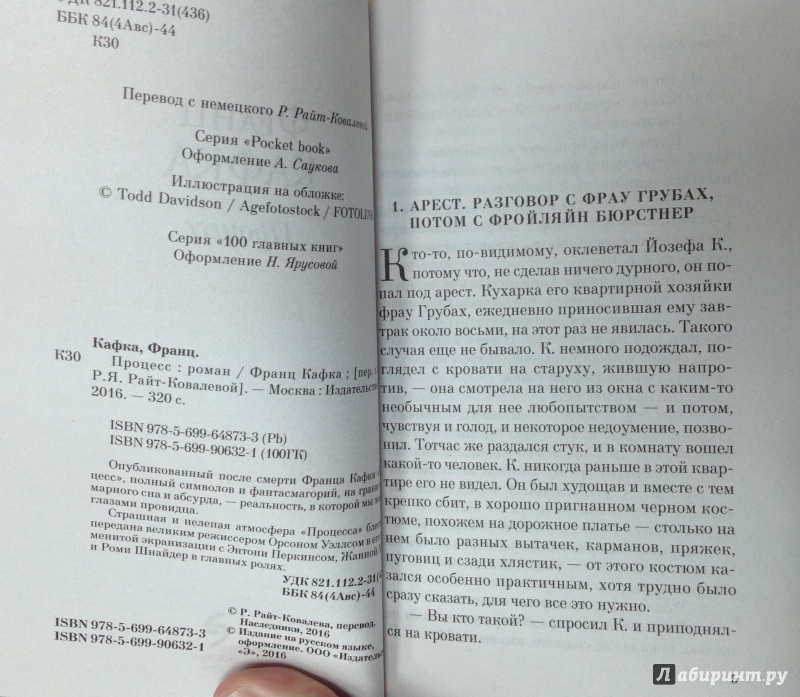 УДК 821.112.2-31(436)
ББК 84(4Авс)-44
К30
Перевод с немецкого Р. Райт-Ковалевой
Серия «Pocket book»
Оформление А. Саукова
Иллюстрация на обложке:
© Todd Davidson / Agefotostock / FOTOLINK
Серия «100 главных книг»
Оформление Н. Ярусовой
Кафка, Франц.
К30
Процесс : роман / Франц Кафка ; [пер. с
Р.Я. Райт-Ковалевой]. — Москва : Издательств
2016. — 320 с.
ISBN 978-5-699-64873-3 (Pb)
ISBN 978-5-699-90632-1 (100ГК)
Опубликованный после смерти Франца Кафки
цесс», полный символов и фантасмагорий, на грани
марного сна и абсурда, — реальность, в которой мы
глазами провидца.
Страшная и нелепая атмосфера «Процесса» блест
передана великим режиссером Орсоном Уэллсом в его
менитой экранизации с Энтони Перкинсом, Жанной
и Роми Шнайдер в главных ролях.
УДК 821.112.2-31(4
ББК 84(4Авс)-44
© Р. Райт-Ковалева, перевод.
Наследники, 2016
© Издание на русском языке,
оформление. ООО «Издательст
«Э», 2016
ISBN 978-5-699-64873-3
ISBN 978-5-699-90632-1
1. АРЕСТ. РАЗГОВОР С ФРАУ ГРУБАХ,
ПОТОМ С ФРОЙЛЯЙН БЮРСТНЕР
Кто-то, по-видимому, оклеветал Йозефа К.,
потому что, не сделав ничего дурного, он по-
пал под арест. Кухарка его квартирной хозяйки
фрау Грубах, ежедневно приносившая ему зав-
трак около восьми, на этот раз не явилась. Такого
случая еще не бывало. К. немного подождал, по-
глядел с кровати на старуху, жившую напро-
тив, — она смотрела на него из окна с каким-то
необычным для нее любопытством — и потом,
чувствуя и голод, и некоторое недоумение, позво-
нил. Тотчас же раздался стук, и в комнату вошел
какой-то человек. К. никогда раньше в этой квар-
тире его не видел. Он был худощав и вместе с тем
крепко сбит, в хорошо пригнанном черном кос-
тюме, похожем на дорожное платье — столько на
нем было разных вытачек, карманов, пряжек,
пуговиц и сзади хлястик, — от этого костюм ка-
зался особенно практичным, хотя трудно было
сразу сказать, для чего все это нужно.
— Вы кто такой? — спросил К. и приподнял-
ся на кровати.
Лабиринт.ру